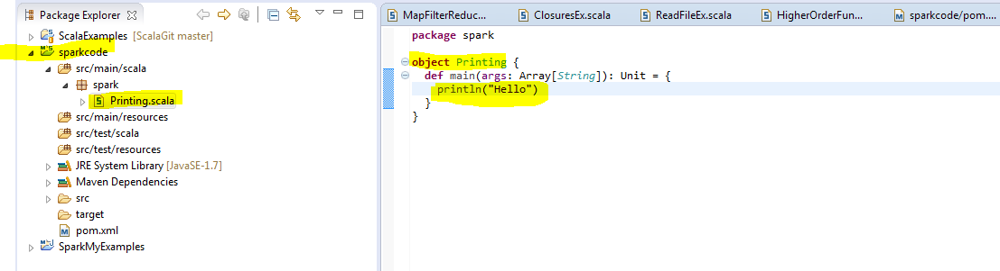 Package Explorer
ScalaExamples [ScalaGit master]
sparkcode
src/main/scala
spark
Printing.scala
src/main/resources
src/test/scala
src/test/resources
JRE System Library [JavaSE-1.7]
Maven Dependencies
src
target
pom.xml
SparkMyExamples
MapFilterReduc... ClosuresEx.scala ReadFileEx.scala HigherOrderFun... sparkcode/pom....
package spark
object Printing {
def main(args: Array[String]): Unit = {
println("Hello")
}
}